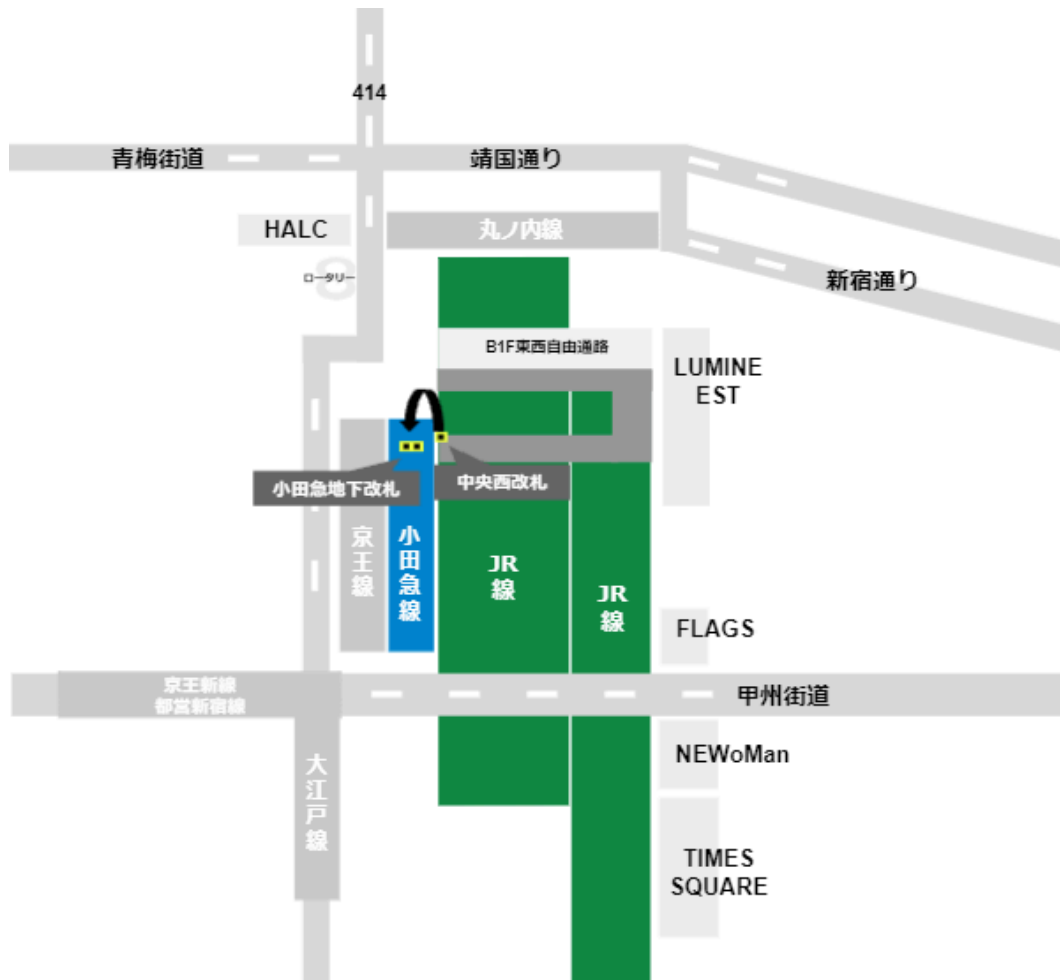 414
青梅街道
靖国通り
HALC
丸ノ内線
ロータリー
8
新宿通り
B1F東西自由通路
LUMINE
EST
小田急地下改札
中央西改札
京王線
小田急線
JR
線
JR
線
FLAGS
京王新線
都営新宿線
甲州街道
NEWoMan
大江戸線
TIMES
SQUARE